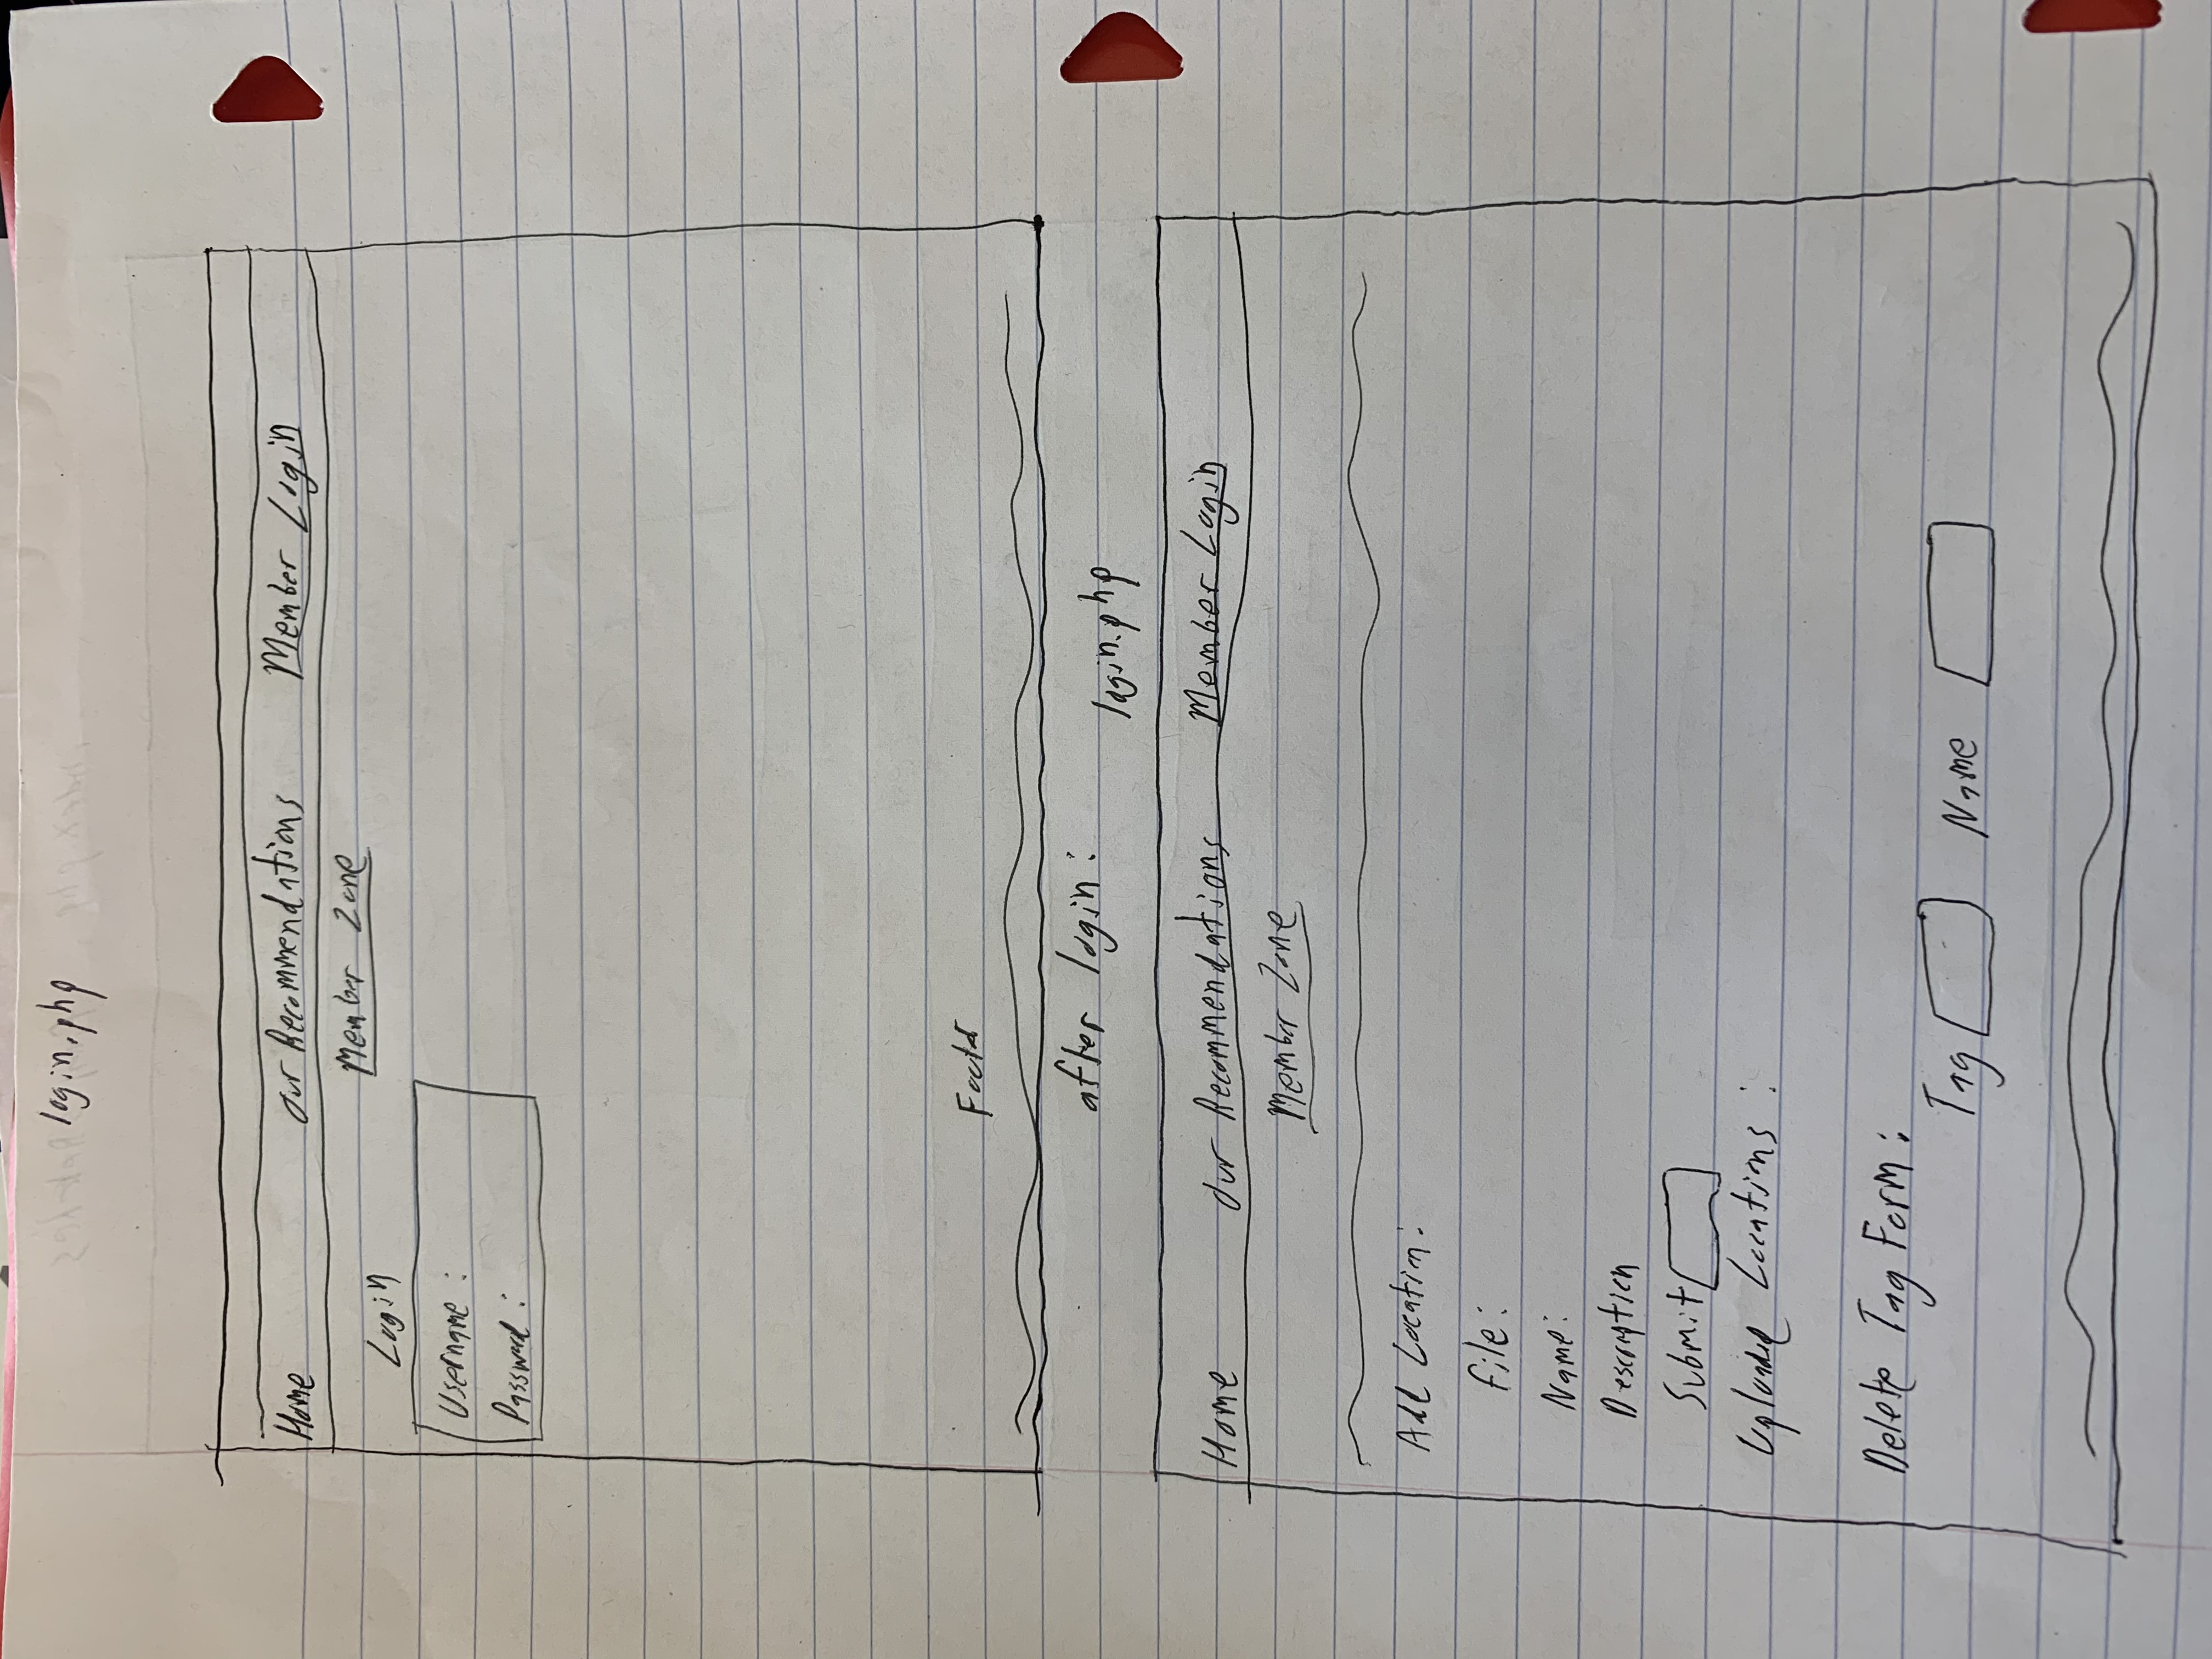 login.php
Home Our Recommendations Member Login
Member Zone
Login
Username :
Password :
Footer
after login :
login.php
Home Our Recommendations Member Login
Member Zone
Add Location :
File :
Name :
Description
Submit
Uploaded Locations :
Delete Tag Form :
Tag Name